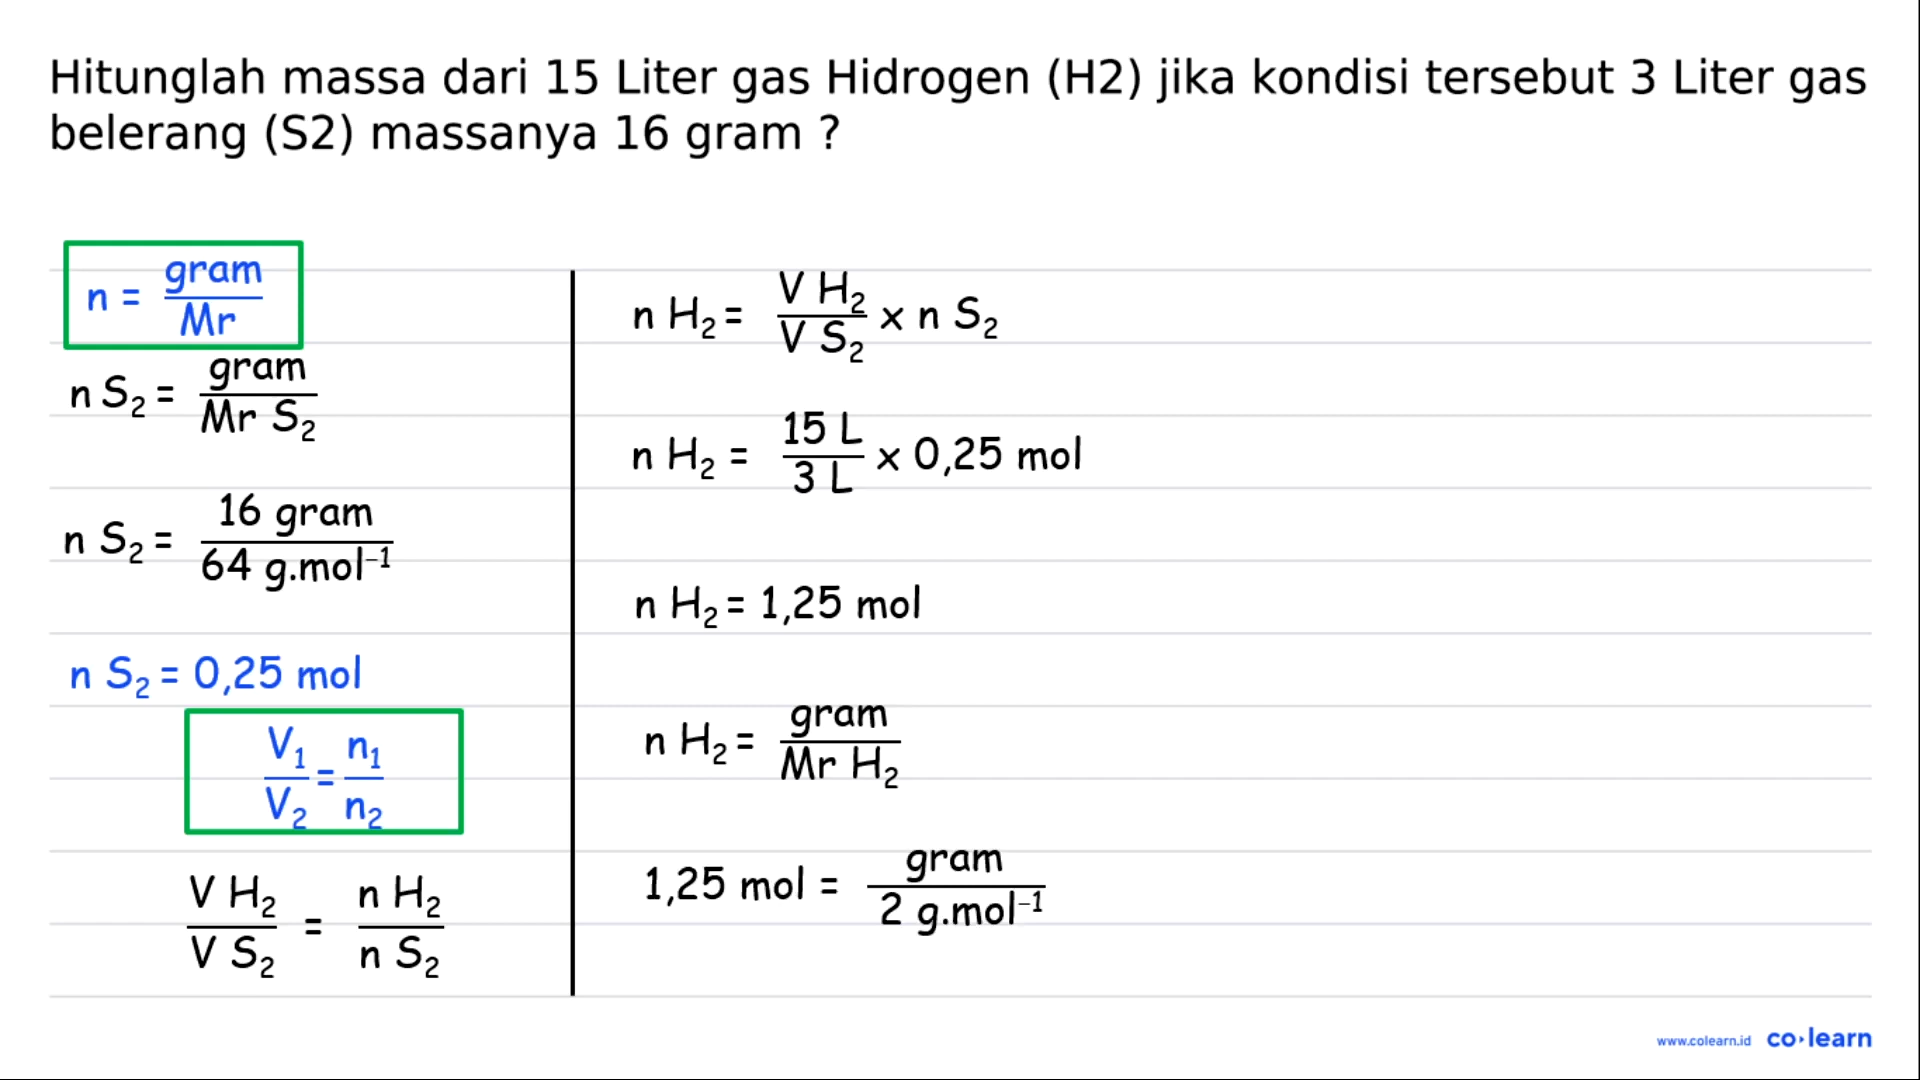 Hitunglah massa dari 15 Liter gas Hidrogen (H2) jika kondisi tersebut 3 Liter gas
belerang (S2) massanya 16 gram ?
n = gram / Mr
n S₂ = gram / Mr S₂
n S₂ = 16 gram / 64 g.mol⁻¹
n S₂ = 0,25 mol
V₁ / V₂ = n₁ / n₂
V H₂ / V S₂ = n H₂ / n S₂
n H₂ = V H₂ / V S₂ x n S₂
n H₂ = 15 L / 3 L x 0,25 mol
n H₂ = 1,25 mol
n H₂ = gram / Mr H₂
1,25 mol = gram / 2 g.mol⁻¹
www.colearn.id co·learn